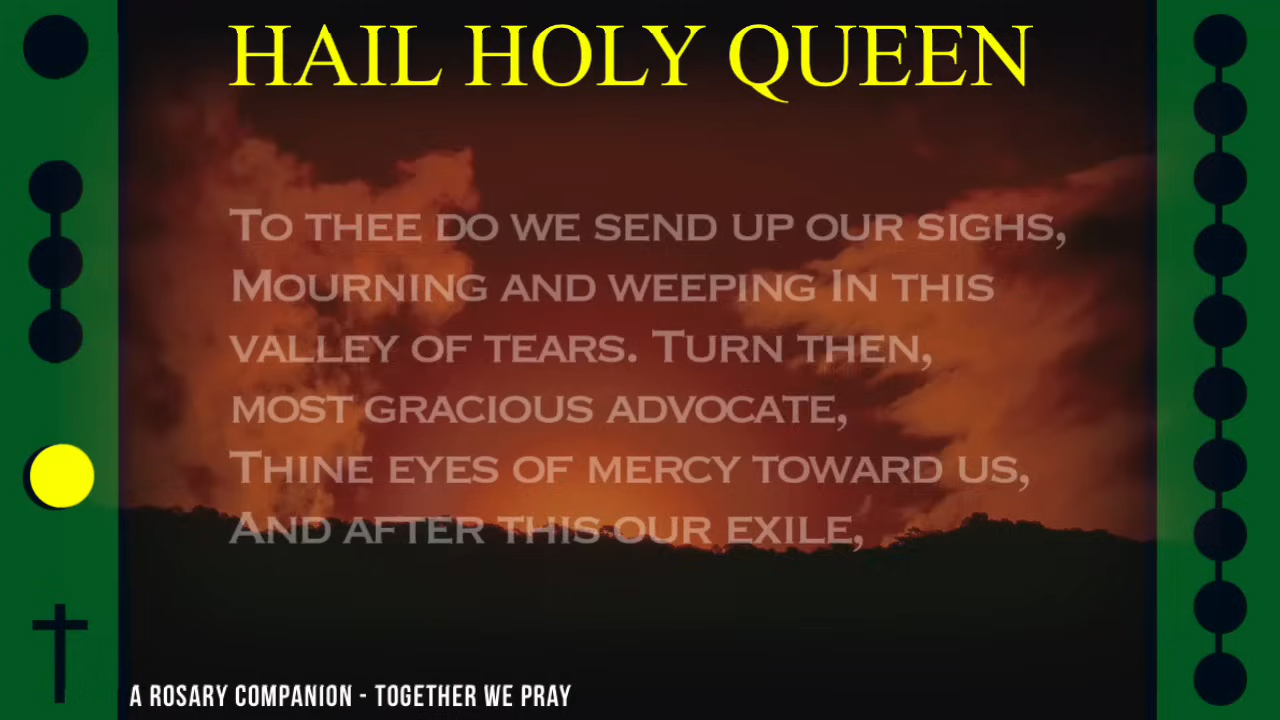 HAIL HOLY QUEEN
To thee do we send up our sighs,
Mourning and weeping In this
valley of tears. Turn then,
most gracious advocate,
Thine eyes of mercy toward us,
And after this our exile,
A ROSARY COMPANION - TOGETHER WE PRAY